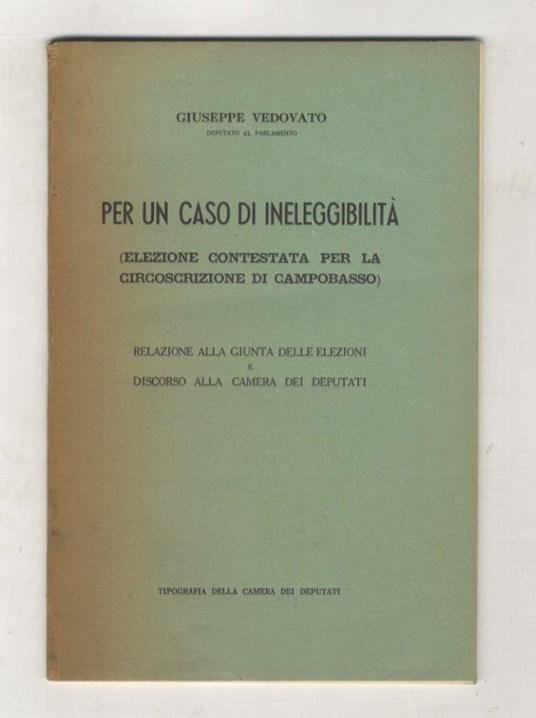 GIUSEPPE VEDOVATO
DEPUTATO AL PARLAMENTO
PER UN CASO DI INELEGGIBILITÀ
(ELEZIONE CONTESTATA PER LA
CIRCOSCRIZIONE DI CAMPOBASSO)
RELAZIONE ALLA GIUNTA DELLE ELEZIONI
E
DISCORSO ALLA CAMERA DEI DEPUTATI
TIPOGRAFIA DELLA CAMERA DEI DEPUTATI